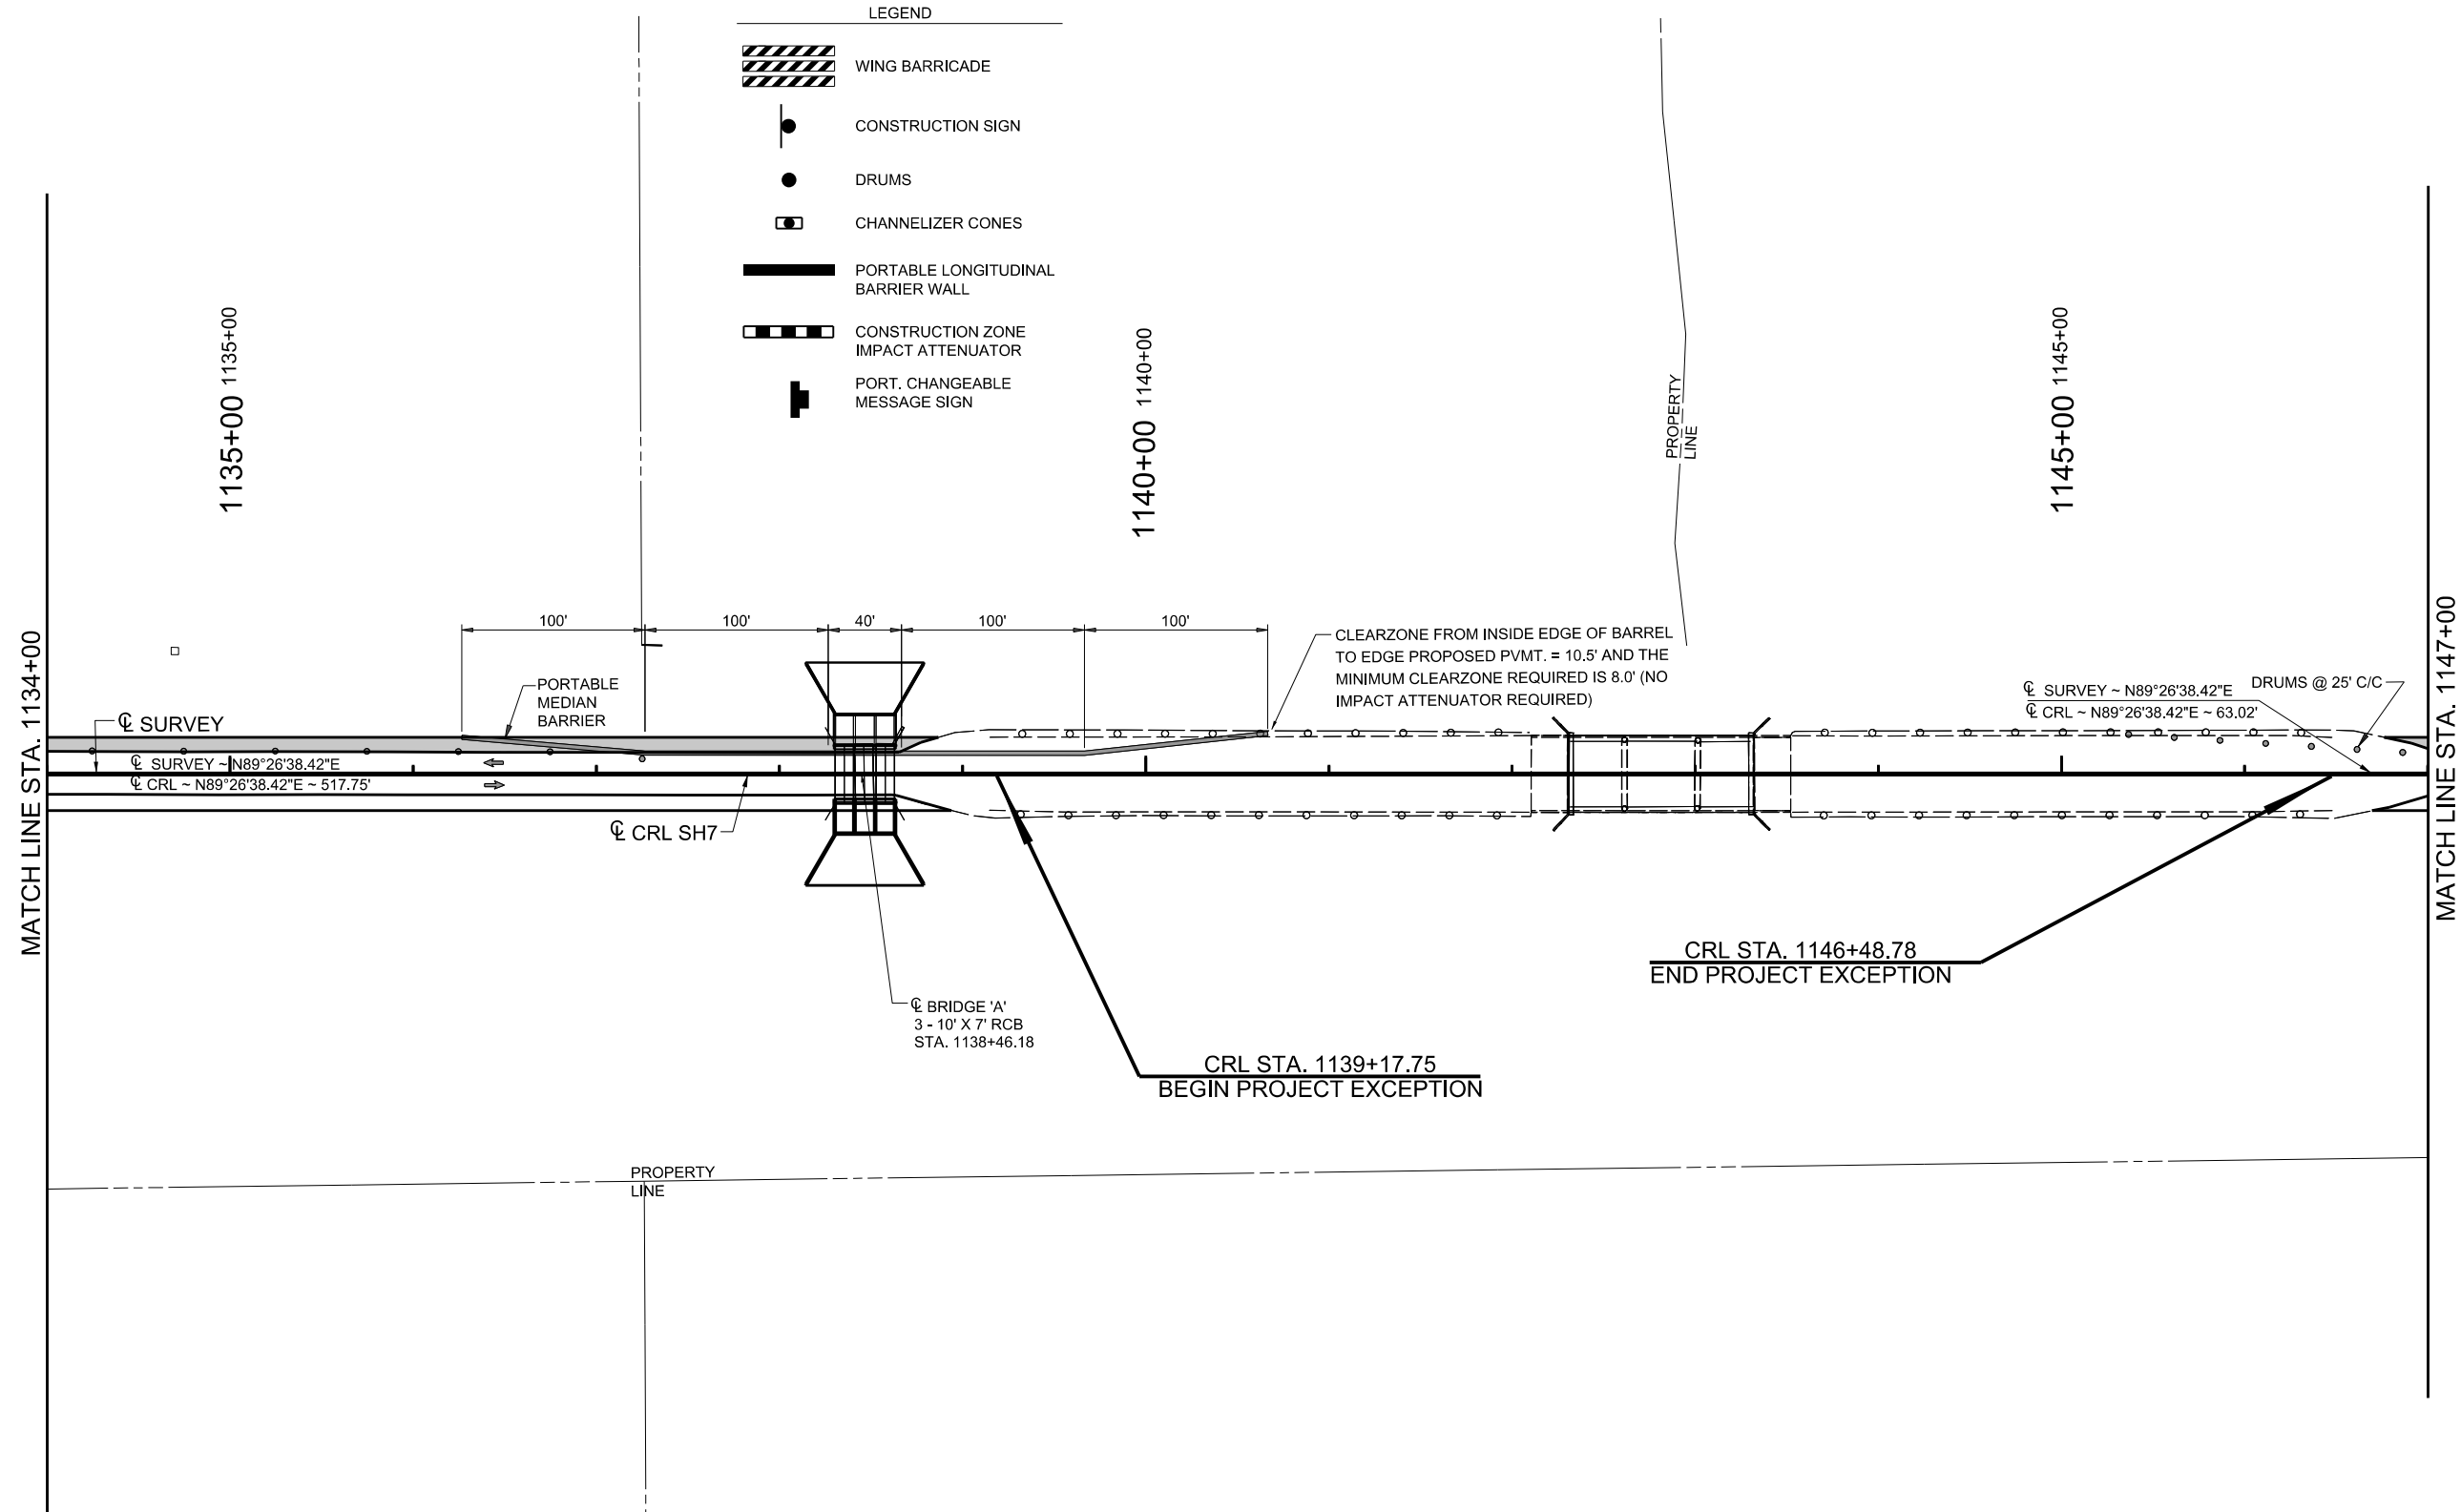 LEGEND
WING BARRICADE
CONSTRUCTION SIGN
DRUMS
CHANNELIZER CONES
PORTABLE LONGITUDINAL
BARRIER WALL
CONSTRUCTION ZONE
IMPACT ATTENUATOR
PORT. CHANGEABLE
MESSAGE SIGN
1135+00 1135+00
1140+00 1140+00
1145+00 1145+00
PROPERTY
LINE
MATCH LINE STA. 1134+00
MATCH LINE STA. 1147+00
100'
100'
40'
100'
100'
CLEARZONE FROM INSIDE EDGE OF BARREL
TO EDGE PROPOSED PVMT. = 10.5' AND THE
MINIMUM CLEARZONE REQUIRED IS 8.0' (NO
IMPACT ATTENUATOR REQUIRED)
PORTABLE
MEDIAN
BARRIER
℄ SURVEY
℄ SURVEY ~ N89°26'38.42"E
℄ CRL ~ N89°26'38.42"E ~ 517.75'
℄ SURVEY ~ N89°26'38.42"E
℄ CRL ~ N89°26'38.42"E ~ 63.02'
DRUMS @ 25' C/C
℄ CRL SH7
℄ BRIDGE 'A'
3 - 10' X 7' RCB
STA. 1138+46.18
CRL STA. 1146+48.78
END PROJECT EXCEPTION
CRL STA. 1139+17.75
BEGIN PROJECT EXCEPTION
PROPERTY
LINE